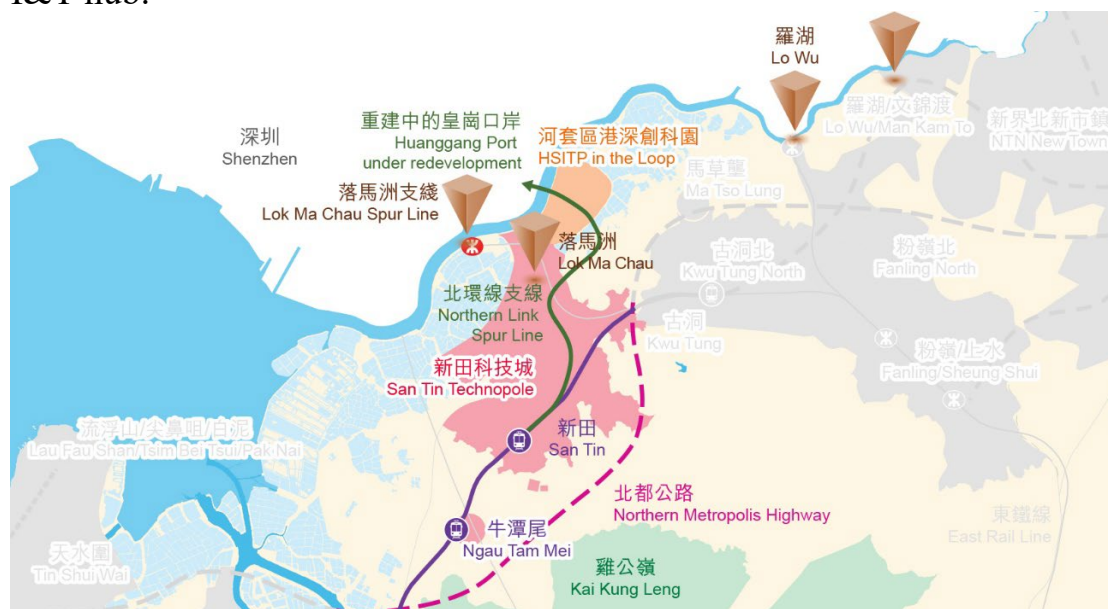 I&T hub.
羅湖
Lo Wu
深圳
Shenzhen
重建中的皇崗口岸
Huanggang Port
under redevelopment
河套區港深創科園
HSITP in the Loop
羅湖/文錦渡
Lo Wu/Man Kam To
新界北新市鎮
NTN New Town
馬草壟
Ma Tso Lung
落馬洲支綫
Lok Ma Chau Spur Line
落馬洲
Lok Ma Chau
古洞北
Kwu Tung North
粉嶺北
Fanling North
北環線支線
Northern Link
Spur Line
古洞
Kwu Tung
粉嶺/上水
Fanling/Sheung Shui
新田科技城
San Tin Technopole
流浮山/尖鼻咀/白泥
Lau Fau Shan/Tsim Bei Tsui/Pak Nai
新田
San Tin
北都公路
Northern Metropolis Highway
東鐵線
East Rail Line
牛潭尾
Ngau Tam Mei
天水圍
Tin Shui Wai
雞公嶺
Kai Kung Leng